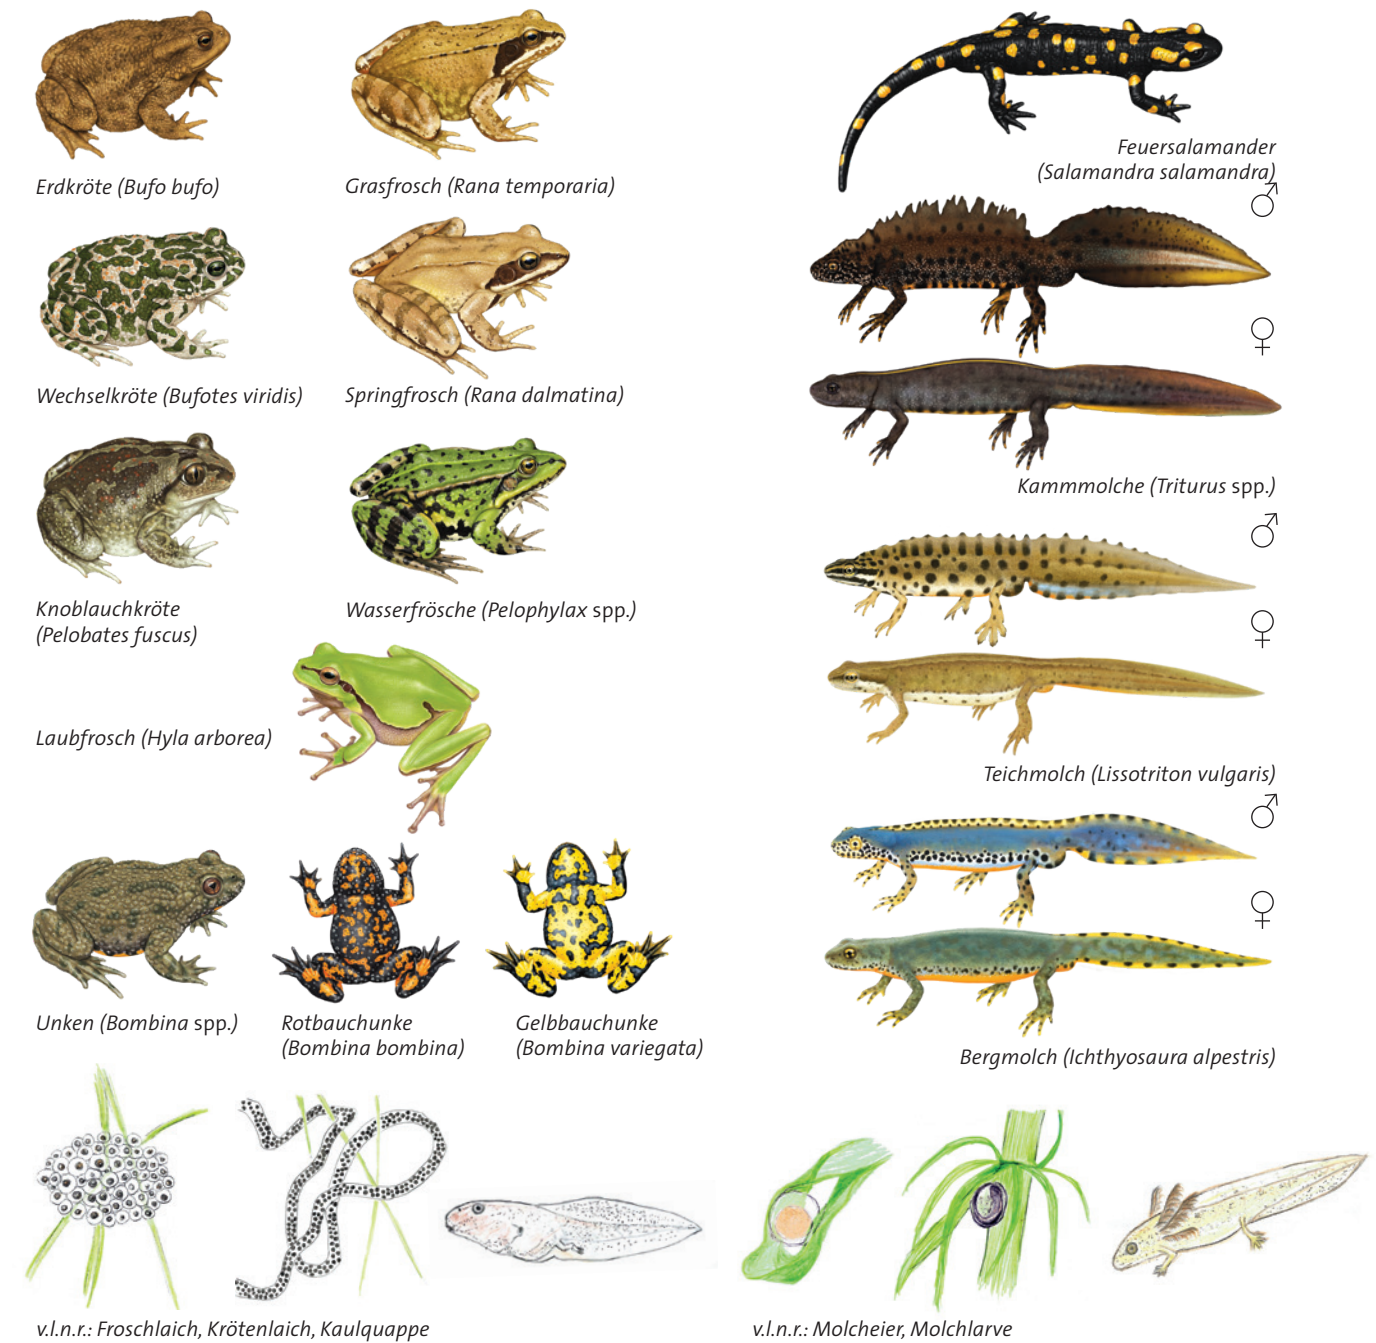 Erdkröte (Bufo bufo)
Grasfrosch (Rana temporaria)
Feuersalamander
(Salamandra salamandra)
♂
♀
Wechselkröte (Bufotes viridis)
Springfrosch (Rana dalmatina)
Kammmolche (Triturus spp.)
♂
♀
Knoblauchkröte
(Pelobates fuscus)
Wasserfrösche (Pelophylax spp.)
Laubfrosch (Hyla arborea)
Teichmolch (Lissotriton vulgaris)
♂
♀
Unken (Bombina spp.)
Rotbauchunke
(Bombina bombina)
Gelbbauchunke
(Bombina variegata)
Bergmolch (Ichthyosaura alpestris)
v.l.n.r.: Froschlaich, Krötenlaich, Kaulquappe
v.l.n.r.: Molcheier, Molchlarve